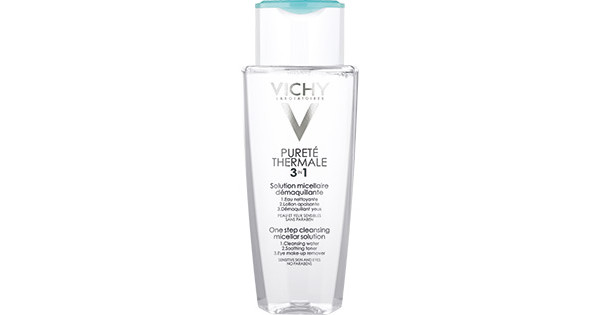 VICHY
LABORATOIRES
PURETÉ
THERMALE
3IN1
Solution micellaire
démaquillante
1.Eau nettoyante
2.Lotion apaisante
3.Démaquillant yeux
PEAU ET YEUX SENSIBLES
SANS PARABEN
One step cleansing
micellar solution
1.Cleansing water
2.Soothing toner
3.Eye make up remover
SENSITIVE SKIN AND EYES
NO PARABENS